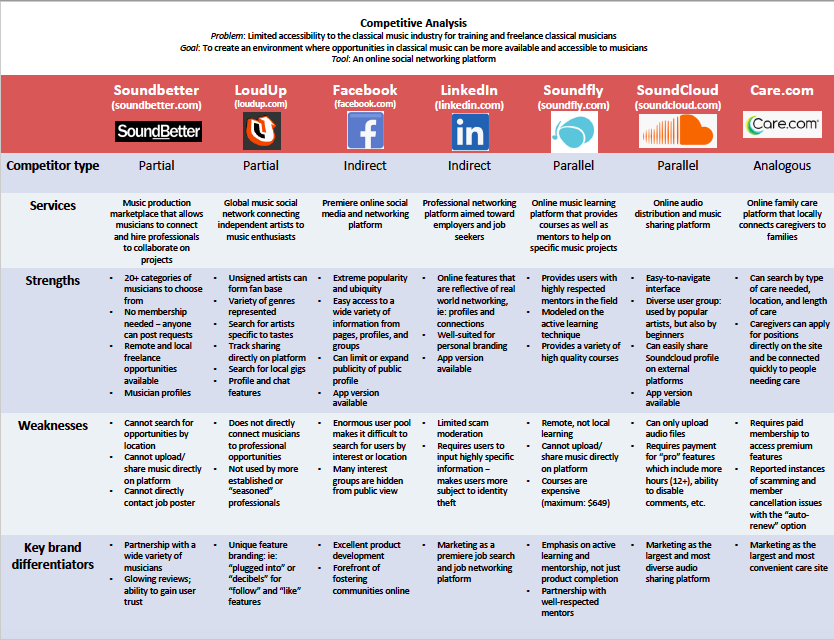 Competitive Analysis
Problem: Limited accessibility to the classical music industry for training and freelance classical musicians
Goal: To create an environment where opportunities in classical music can be more available and accessible to musicians
Tool: An online social networking platform
Soundbetter
(soundbetter.com)
SOUNDBETTER
LoudUp
(loudup.com)
Facebook
(facebook.com)
f
LinkedIn
(linkedin.com)
in
Soundfly
(soundfly.com)
SoundCloud
(soundcloud.com)
Care.com
Care.com
Competitor type
Partial
Partial
Indirect
Indirect
Parallel
Parallel
Analogous
Services
Music production
marketplace that allows
musicians to connect
and hire professionals
to collaborate on
projects
Global music social
network connecting
independent artists to
music enthusiasts
Premiere online social
media and networking
platform
Professional networking
platform aimed toward
employers and job
seekers
Online music learning
platform that provides
courses as well as
mentors to help on
specific music projects
Online audio
distribution and music
sharing platform
Online family care
platform that locally
connects caregivers to
families
Strengths
• 20+ categories of
musicians to choose
from
• No membership
needed – anyone
can post requests
• Remote and local
freelance
opportunities
available
• Musician profiles
• Unsigned artists can
form fan base
• Variety of genres
represented
• Search for artists
specific to tastes
• Track sharing
directly on platform
• Search for local gigs
• Profile and chat
features
• Extreme popularity
and ubiquity
• Easy access to a
wide variety of
information from
pages, profiles, and
groups
• Can limit or expand
publicity of public
profile
• App version
available
• Online features that
are reflective of real
world networking,
ie: profiles and
connections
• Well-suited for
personal branding
• App version
available
• Provides users with
highly respected
mentors in the field
• Modeled on the
active learning
technique
• Provides a variety of
high quality courses
• Easy-to-navigate
interface
• Diverse user group:
used by popular
artists, but also by
beginners
• Can easily share
Soundcloud profile
on external
platforms
• App version
available
• Can search by type
of care needed,
location, and length
of care
• Caregivers can apply
for positions
directly on the site
and be connected
quickly to people
needing care
Weaknesses
• Cannot search for
opportunities by
location
• Cannot upload/
share music directly
on platform
• Cannot directly
contact job poster
• Does not directly
connect musicians
to professional
opportunities
• Not used by more
established or
“seasoned”
professionals
• Enormous user pool
makes it difficult to
search for users by
interest or location
• Many interest
groups are hidden
from public view
• Limited scam
moderation
• Requires users to
input highly specific
information –
makes users more
subject to identity
theft
• Remote, not local
learning
• Cannot upload/
share music directly
on platform
• Courses are
expensive
(maximum: $649)
• Can only upload
audio files
• Requires payment
for “pro” features
which include more
hours (12+), ability
to disable
comments, etc.
• Requires paid
membership to
access premium
features
• Reported instances
of scamming and
member
cancellation issues
with the “auto-
renew” option
Key brand
differentiators
• Partnership with a
wide variety of
musicians
• Glowing reviews;
ability to gain user
trust
• Unique feature
branding: ie:
“plugged into” or
“decibels” for
“follow” and “like”
features
• Excellent product
development
• Forefront of
fostering
communities online
• Marketing as a
premiere job search
and job networking
platform
• Emphasis on active
learning and
mentorship, not just
product completion
• Partnership with
well-respected
mentors
• Marketing as the
largest and most
diverse audio
sharing platform
• Marketing as the
largest and most
convenient care site